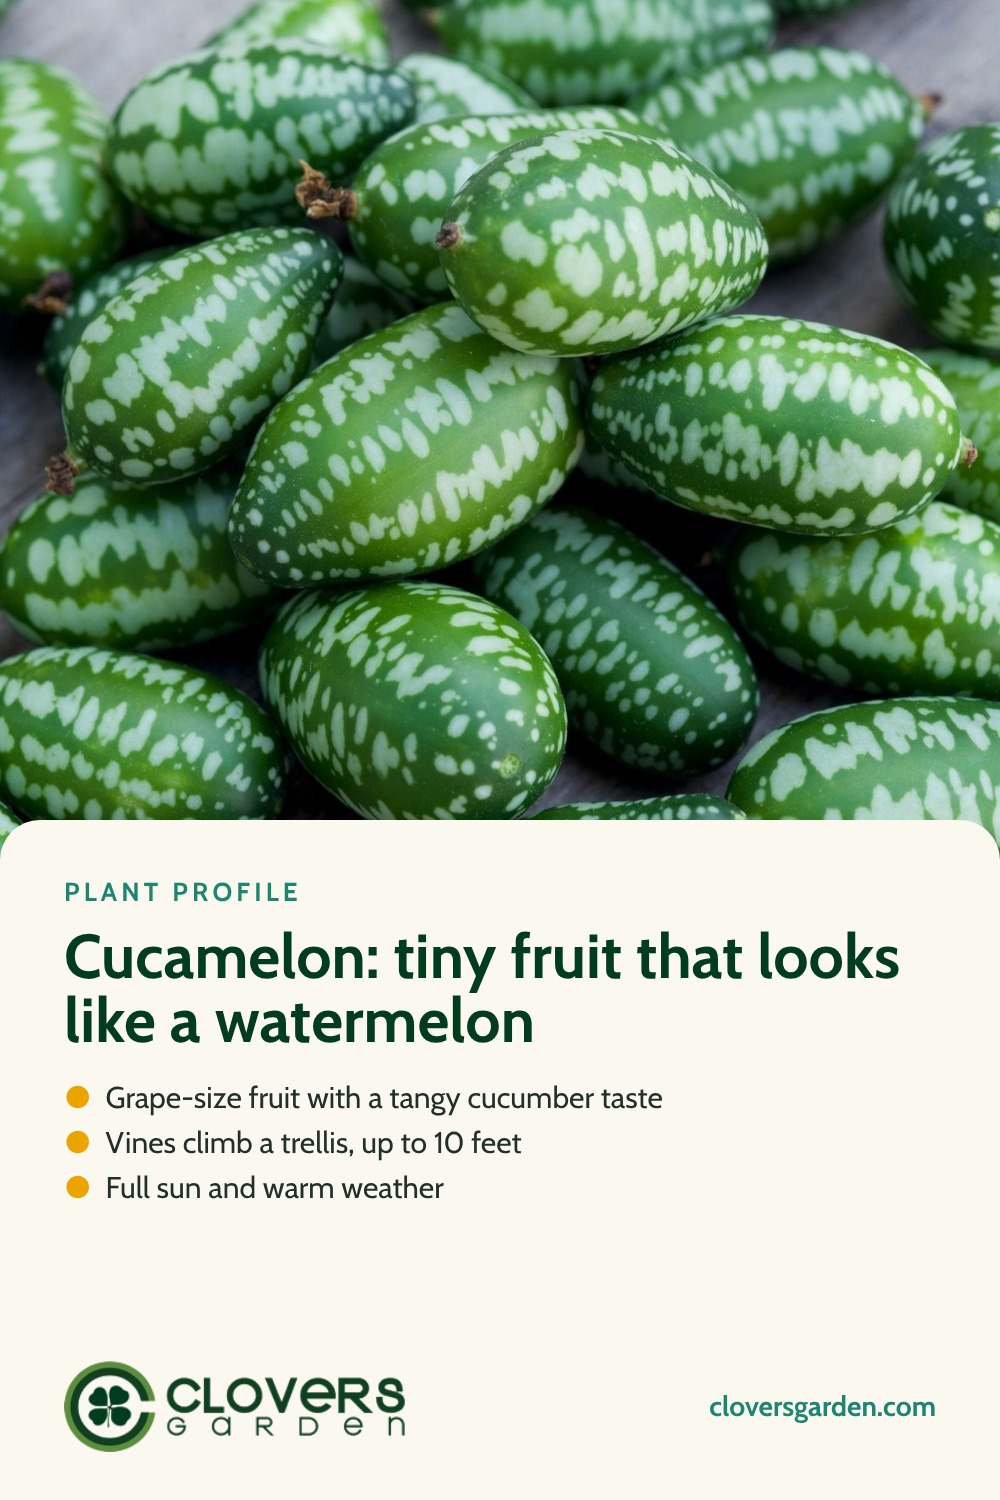 PLANT PROFILE
Cucamelon: tiny fruit that looks
like a watermelon
Grape-size fruit with a tangy cucumber taste
Vines climb a trellis, up to 10 feet
Full sun and warm weather
CLOVERS
GARDEN
cloversgarden.com